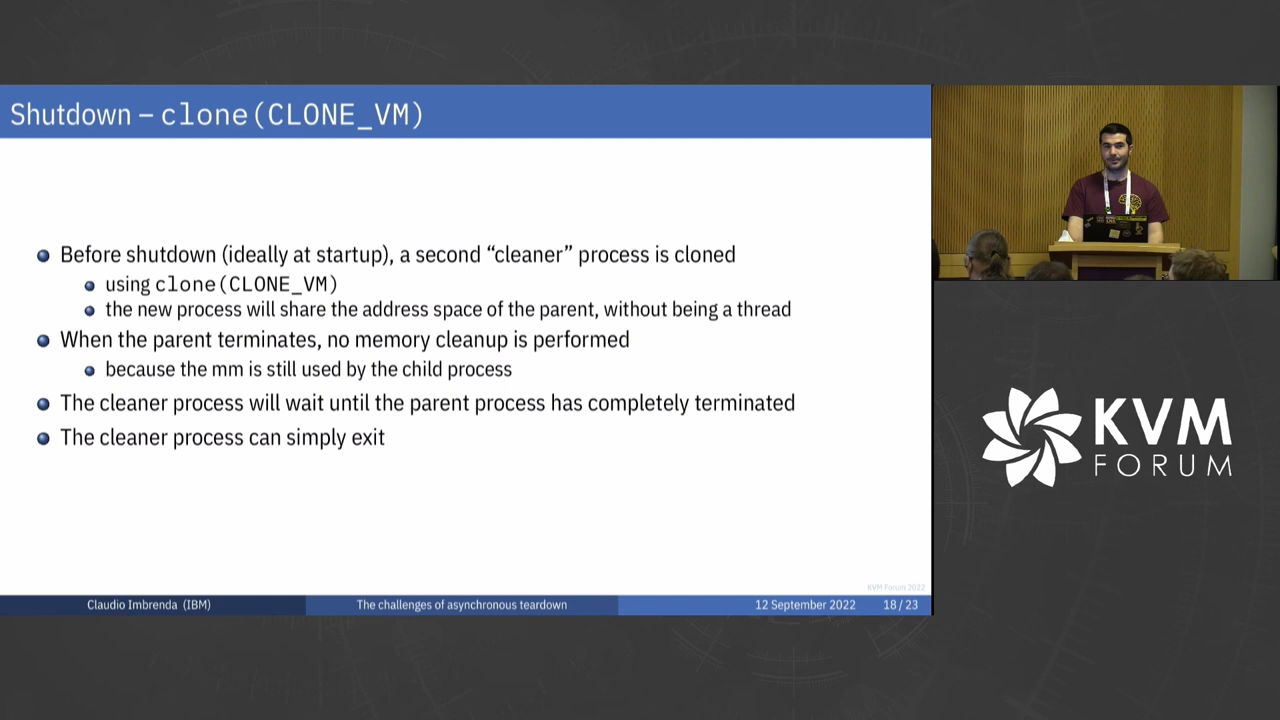 Shutdown – clone(CLONE_VM)
Before shutdown (ideally at startup), a second “cleaner” process is cloned
using clone(CLONE_VM)
the new process will share the address space of the parent, without being a thread
When the parent terminates, no memory cleanup is performed
because the mm is still used by the child process
The cleaner process will wait until the parent process has completely terminated
The cleaner process can simply exit
KVM Forum 2022
Claudio Imbrenda (IBM)
The challenges of asynchronous teardown
12 September 2022
18 / 23
KVM
FORUM